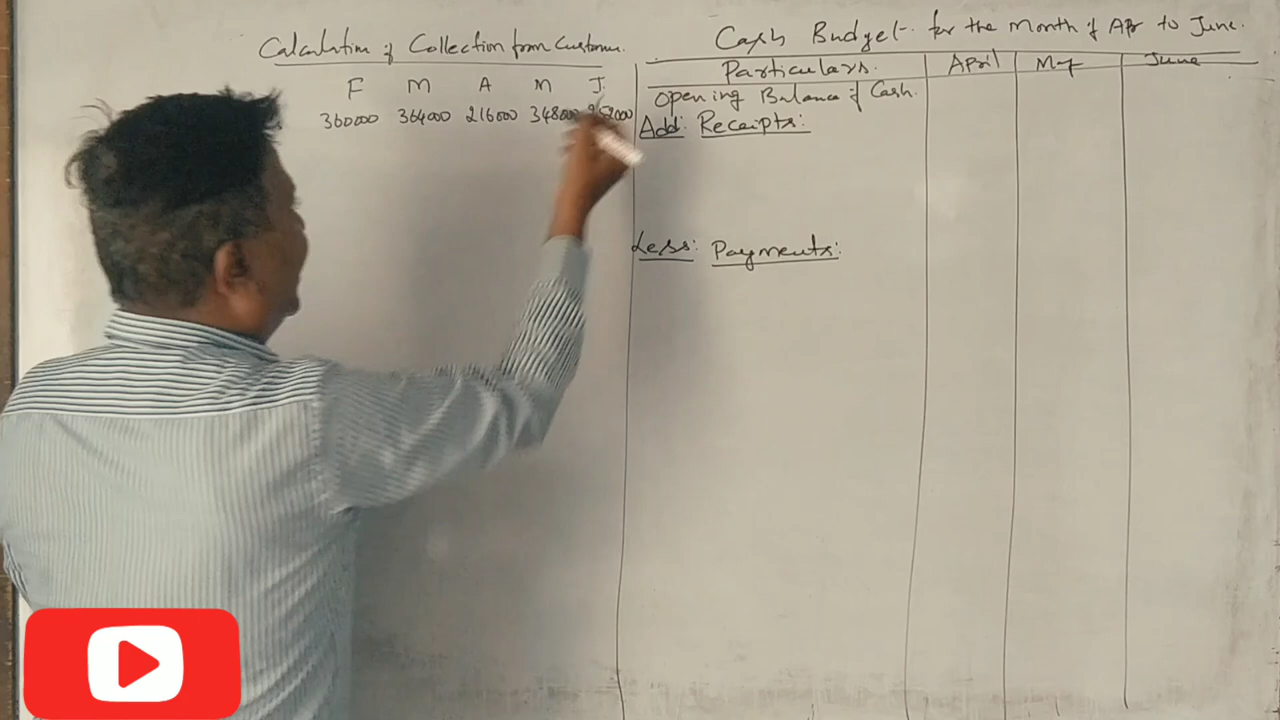 Calculation of Collection from Customer.
F M A M J.
360000 364000 216000 348000
Cash Budget for the Month of Apr to June.
Particulars. April May June
Opening Balance of Cash.
Add: Receipts:
Less: Payments: